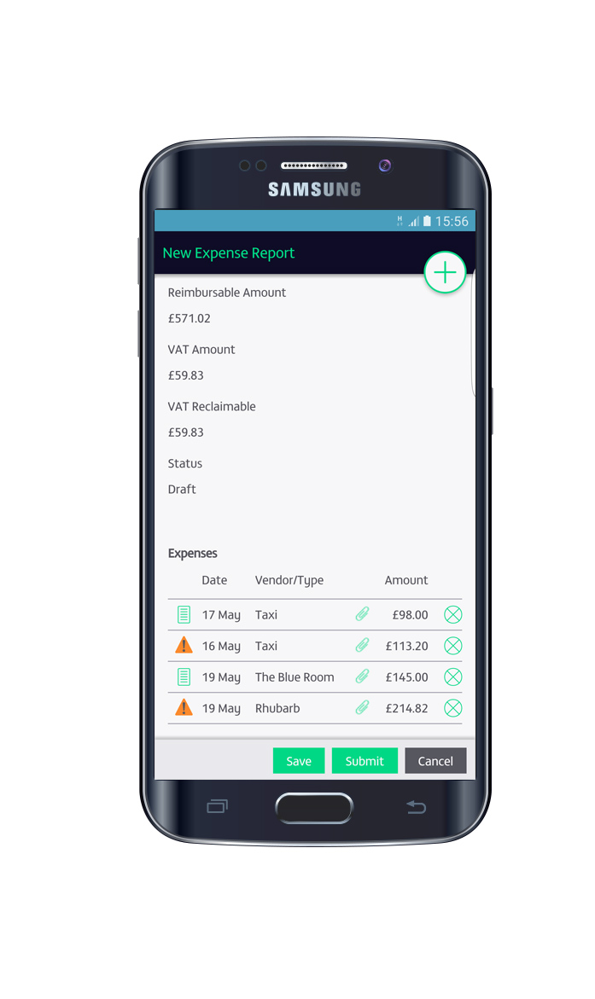 SAMSUNG
H 15:56
New Expense Report
Reimbursable Amount
£571.02
VAT Amount
£59.83
VAT Reclaimable
£59.83
Status
Draft
Expenses
Date Vendor/Type Amount
17 May Taxi £98.00
16 May Taxi £113.20
19 May The Blue Room £145.00
19 May Rhubarb £214.82
Save Submit Cancel